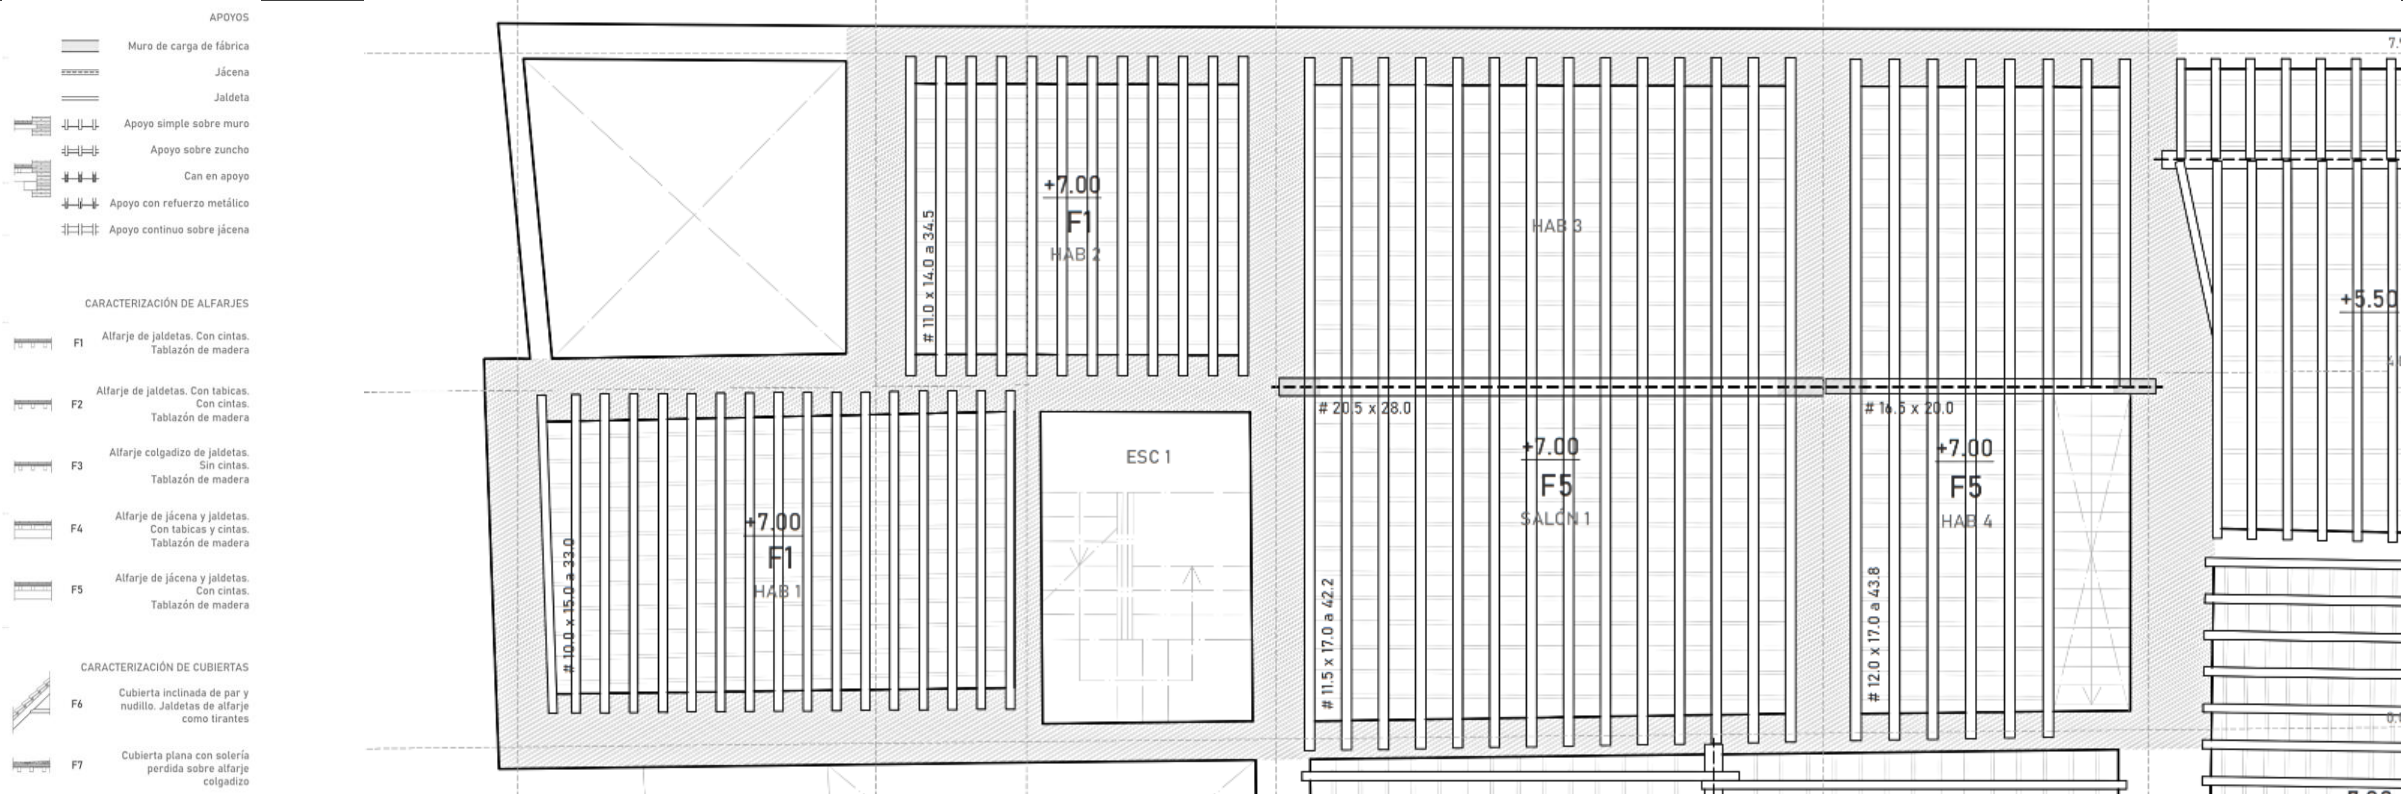 APOYOS
Muro de carga de fábrica
Jácena
Jaldeta
Apoyo simple sobre muro
Apoyo sobre zuncho
Can en apoyo
Apoyo con refuerzo metálico
Apoyo continuo sobre jácena
CARACTERIZACIÓN DE ALFARJES
F1
Alfarje de jaldetas. Con cintas.
Tablazón de madera
F2
Alfarje de jaldetas. Con tabicas.
Con cintas.
Tablazón de madera
F3
Alfarje colgadizo de jaldetas.
Sin cintas.
Tablazón de madera
F4
Alfarje de jácena y jaldetas.
Con tabicas y cintas.
Tablazón de madera
F5
Alfarje de jácena y jaldetas.
Con cintas.
Tablazón de madera
CARACTERIZACIÓN DE CUBIERTAS
F6
Cubierta inclinada de par y
nudillo. Jaldetas de alfarje
como tirantes
F7
Cubierta plana con solería
perdida sobre alfarje
colgadizo
+7.00
F1
HAB 2
# 11.0 x 14.0 a 34.5
+7.00
F1
HAB 1
# 10.0 x 15.0 a 33.0
ESC 1
HAB 3
# 20.5 x 28.0
+7.00
F5
SALÓN 1
# 11.5 x 17.0 a 42.2
# 16.5 x 20.0
+7.00
F5
HAB 4
# 12.0 x 17.0 a 43.8
+5.50